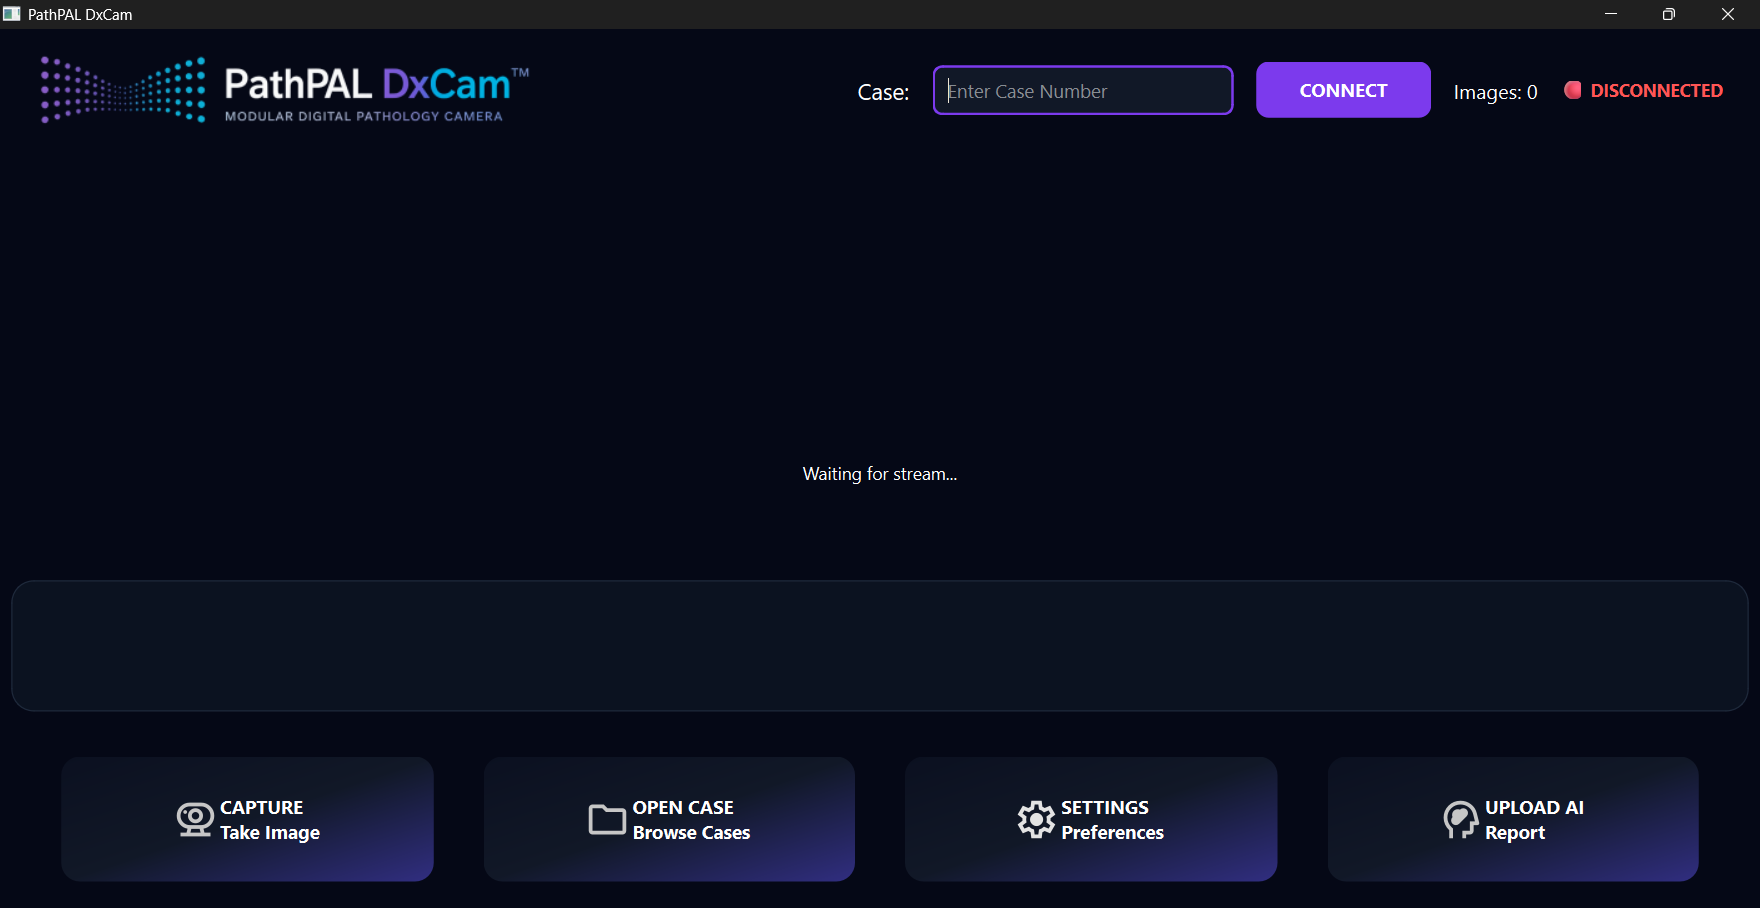 PathPAL DxCam
PathPAL DxCam™
MODULAR DIGITAL PATHOLOGY CAMERA
Case:
Enter Case Number
CONNECT
Images: 0
DISCONNECTED
Waiting for stream...
CAPTURE
Take Image
OPEN CASE
Browse Cases
SETTINGS
Preferences
UPLOAD AI
Report